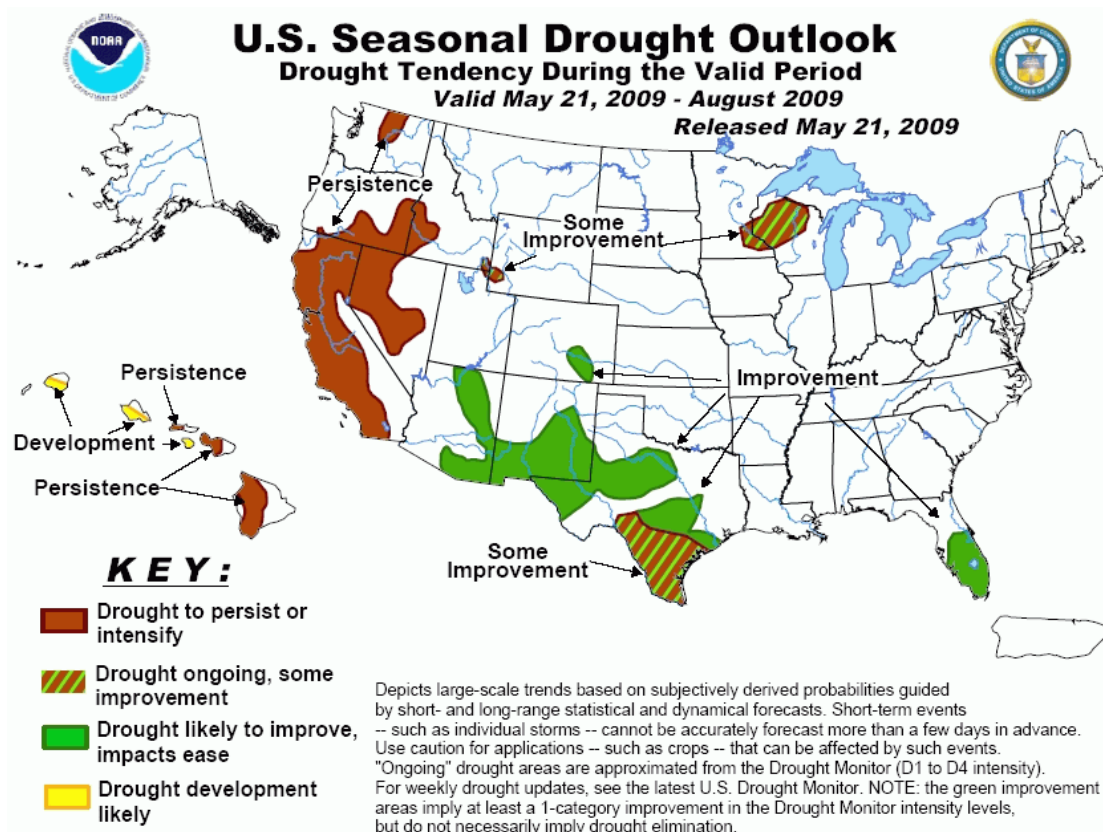 NOAA
U.S. Seasonal Drought Outlook
Drought Tendency During the Valid Period
Valid May 21, 2009 - August 2009
Released May 21, 2009
Persistence
Some
Improvement
Improvement
Some
Improvement
Persistence
Development
Persistence
KEY:
Drought to persist or
intensify
Drought ongoing, some
improvement
Drought likely to improve,
impacts ease
Drought development
likely
Depicts large-scale trends based on subjectively derived probabilities guided
by short- and long-range statistical and dynamical forecasts. Short-term events
-- such as individual storms -- cannot be accurately forecast more than a few days in advance.
Use caution for applications -- such as crops -- that can be affected by such events.
"Ongoing" drought areas are approximated from the Drought Monitor (D1 to D4 intensity).
For weekly drought updates, see the latest U.S. Drought Monitor. NOTE: the green improvement
areas imply at least a 1-category improvement in the Drought Monitor intensity levels,
but do not necessarily imply drought elimination.